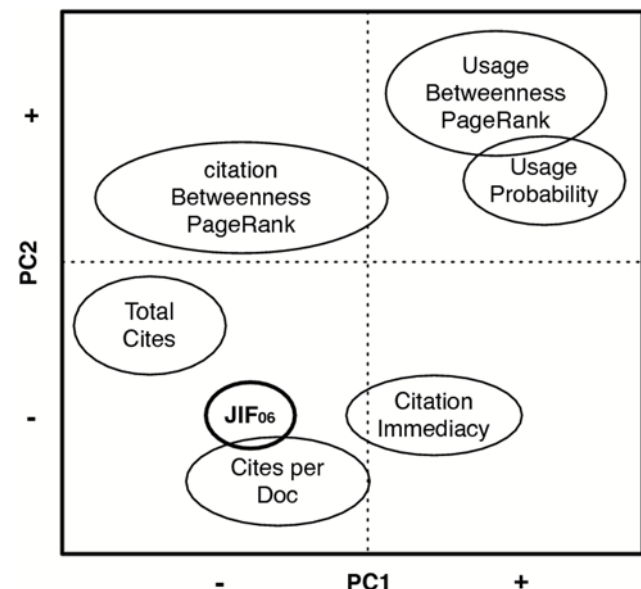 Usage
Betweenness
PageRank
+
Usage
Probability
citation
Betweenness
PageRank
PC2
Total
Cites
JIF06
Citation
Immediacy
-
Cites per
Doc
-
PC1
+